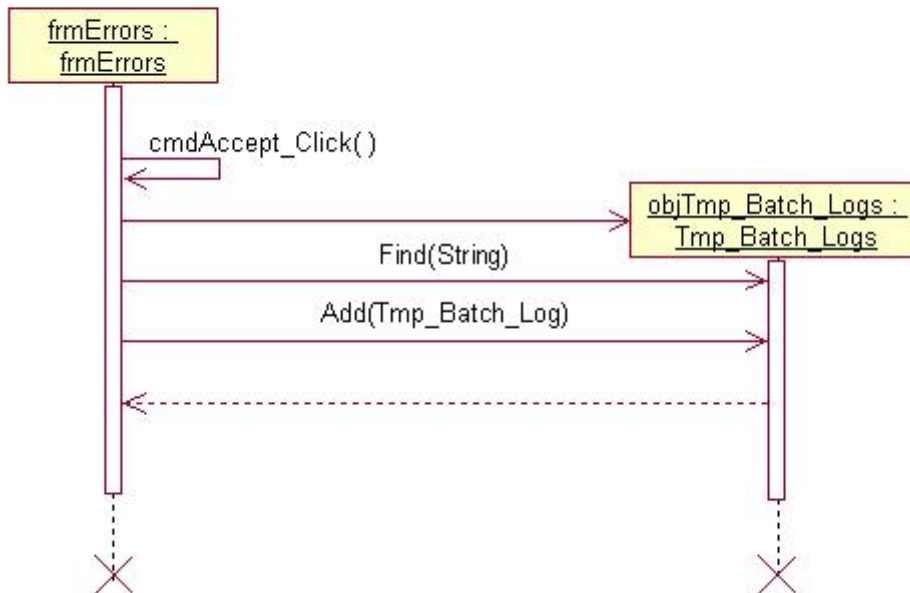 frmErrors :
frmErrors
cmdAccept_Click( )
objTmp_Batch_Logs :
Tmp_Batch_Logs
Find(String)
Add(Tmp_Batch_Log)